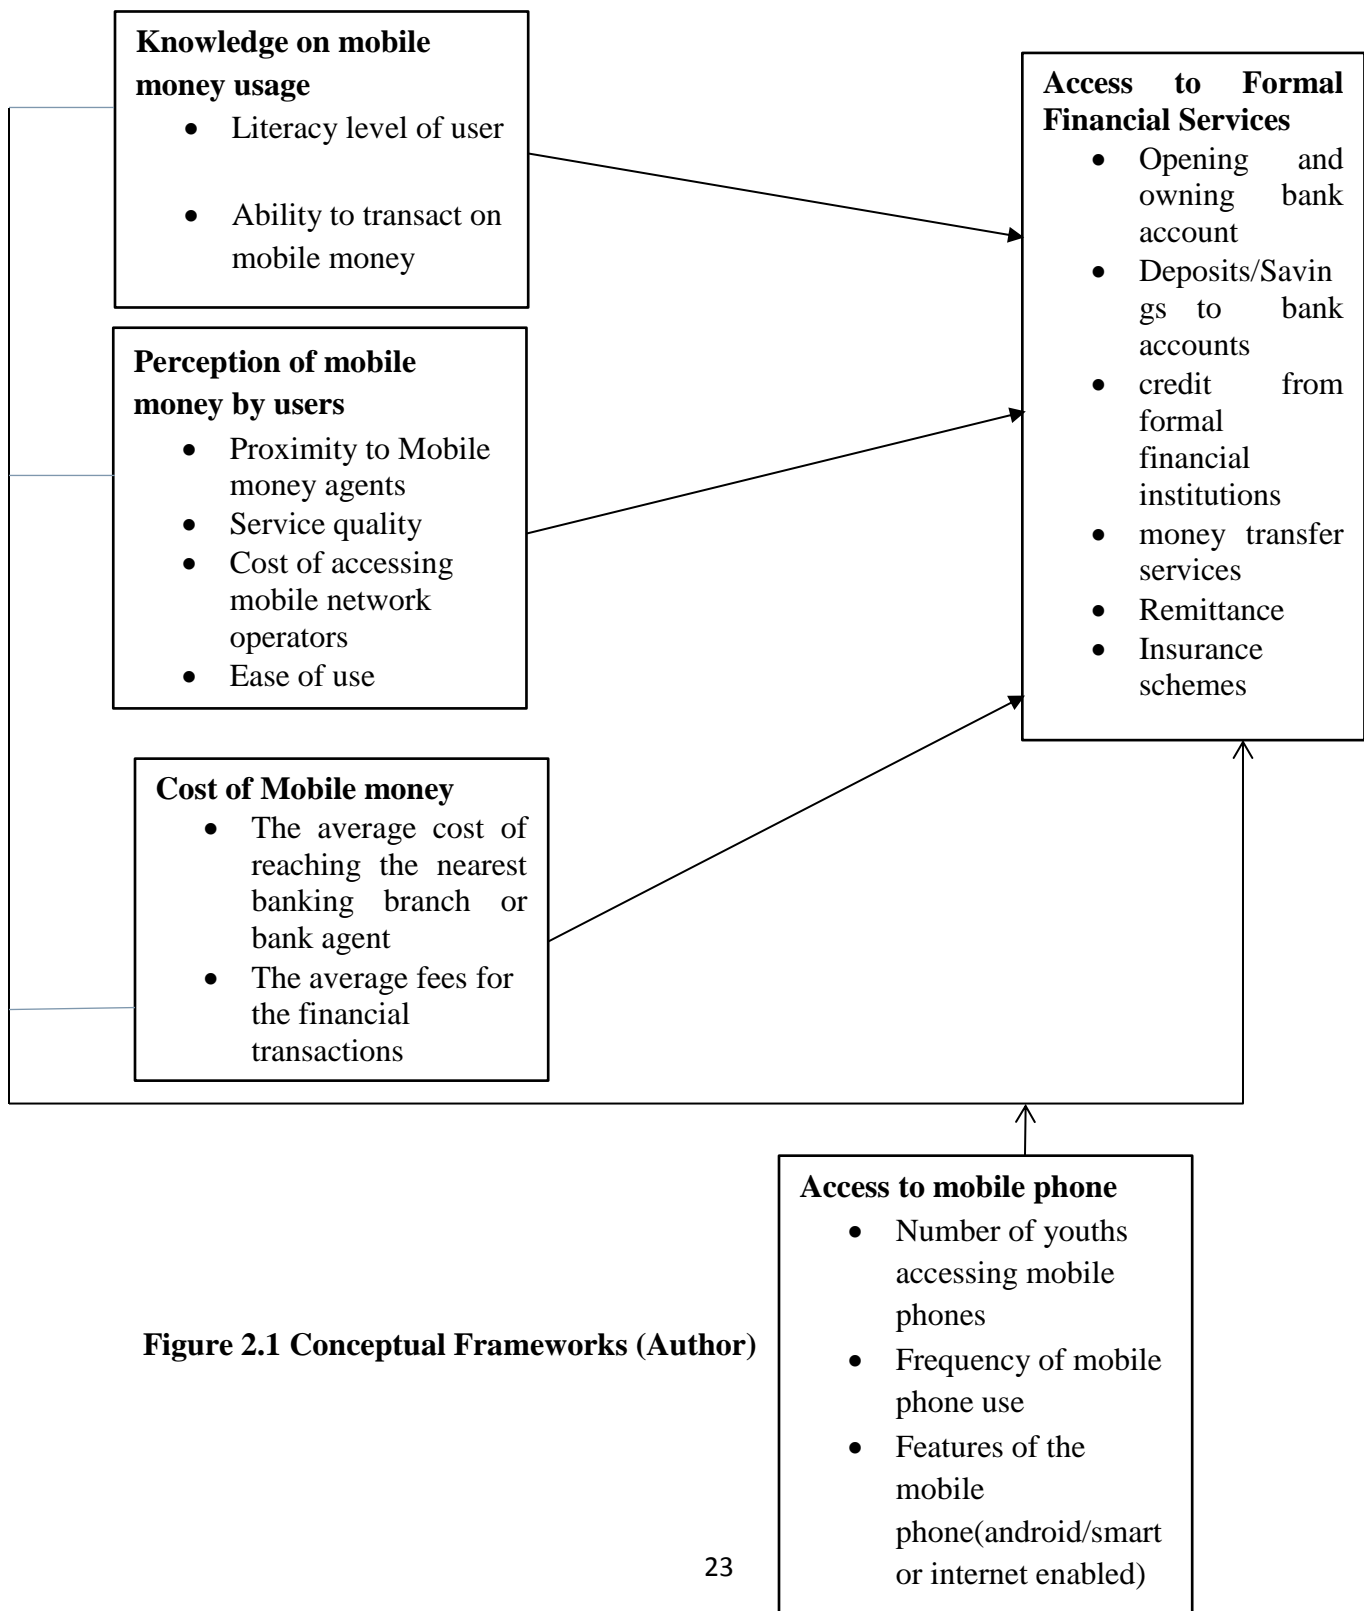 Knowledge on mobile
money usage
• Literacy level of user
• Ability to transact on
mobile money
Perception of mobile
money by users
• Proximity to Mobile
money agents
• Service quality
• Cost of accessing
mobile network
operators
• Ease of use
Cost of Mobile money
• The average cost of
reaching the nearest
banking branch or
bank agent
• The average fees for
the financial
transactions
Access to Formal
Financial Services
• Opening and
owning bank
account
• Deposits/Savin
gs to bank
accounts
• credit from
formal
financial
institutions
• money transfer
services
• Remittance
• Insurance
schemes
Access to mobile phone
• Number of youths
accessing mobile
phones
• Frequency of mobile
phone use
• Features of the
mobile
phone(android/smart
or internet enabled)
Figure 2.1 Conceptual Frameworks (Author)
23